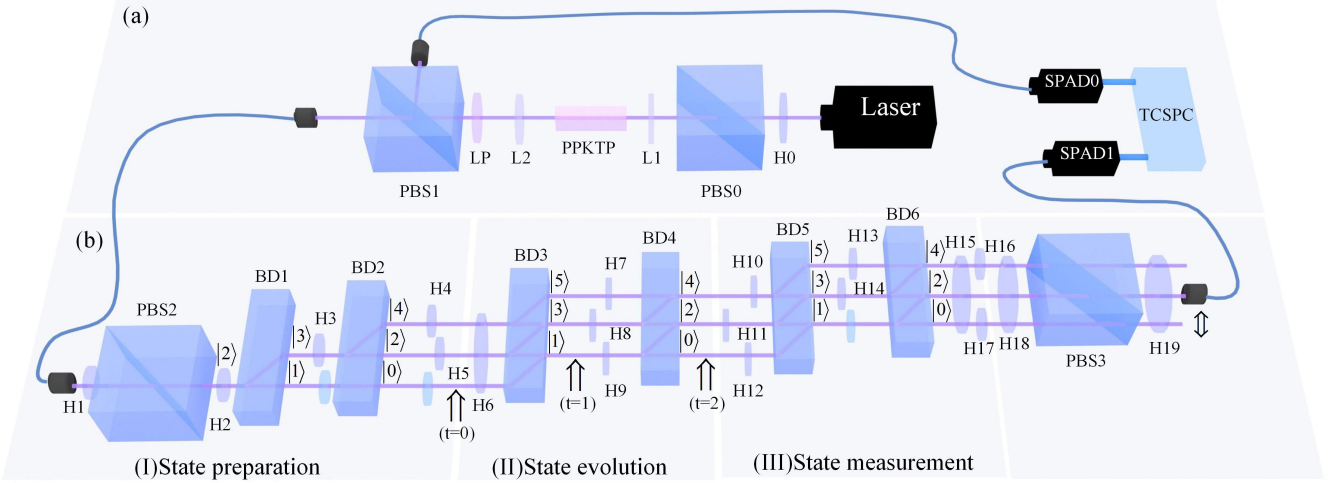 (a)
SPAD0
TCSPC
SPAD1
Laser
LP
L2
PPKTP
L1
H0
PBS1
PBS0
(b)
PBS2
BD1
BD2
BD3
BD4
BD5
BD6
H1
H2
|2⟩
|3⟩
|1⟩
H3
|4⟩
|2⟩
|0⟩
H4
H5
H6
|5⟩
|3⟩
|1⟩
H7
H8
H9
|4⟩
|2⟩
|0⟩
H10
H11
H12
|5⟩
|3⟩
|1⟩
H13
H14
|4⟩
|2⟩
|0⟩
H15
H16
H17
H18
PBS3
H19
(t=0)
(t=1)
(t=2)
(I)State preparation
(II)State evolution
(III)State measurement